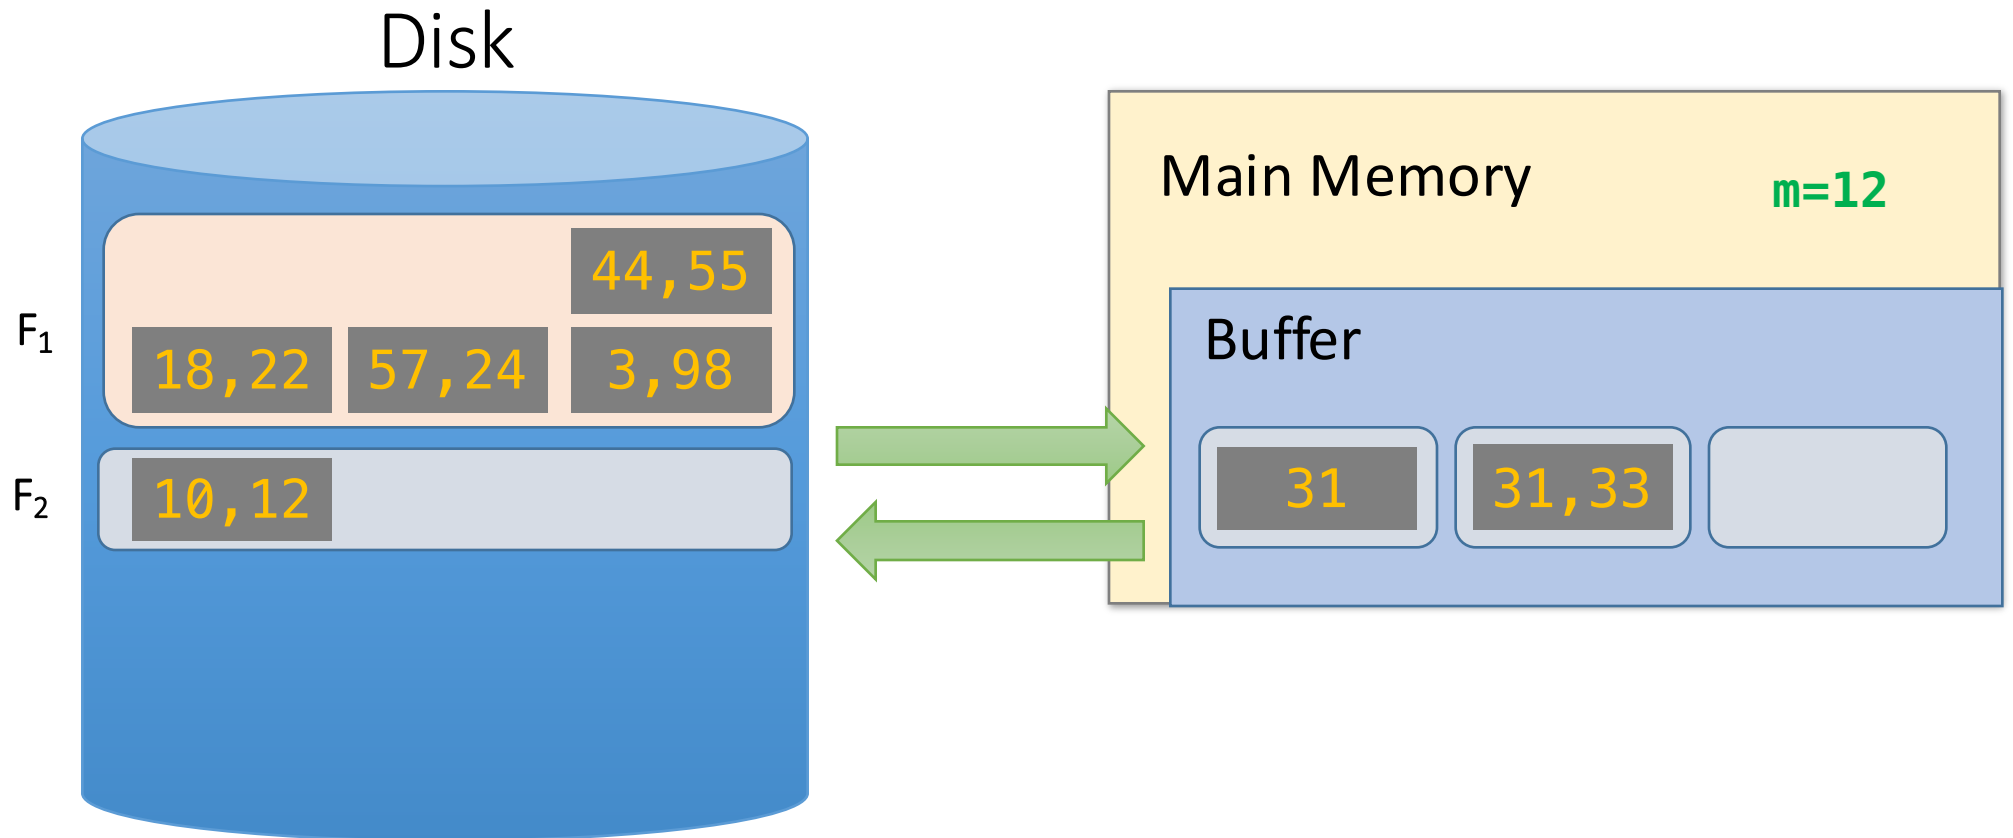 Disk
Main Memory
m=12
44,55
F₁
Buffer
18,22 57,24 3,98
31 31,33
F₂
10,12